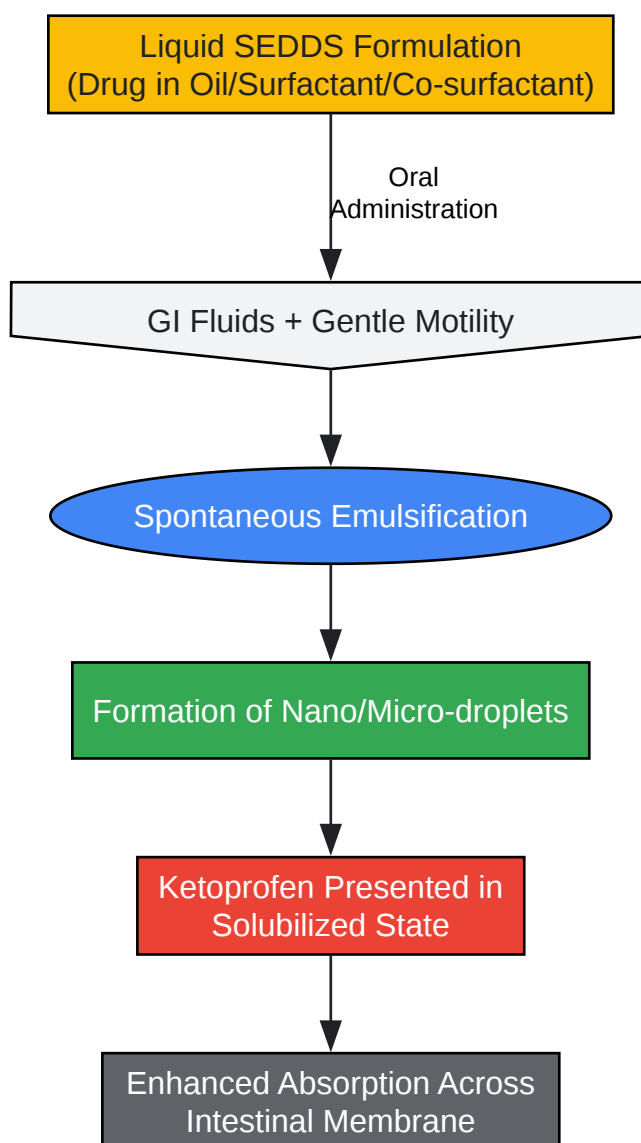 Liquid SEDDS Formulation
(Drug in Oil/Surfactant/Co-surfactant)
Oral
Administration
GI Fluids + Gentle Motility
Spontaneous Emulsification
Formation of Nano/Micro-droplets
Ketoprofen Presented in
Solubilized State
Enhanced Absorption Across
Intestinal Membrane